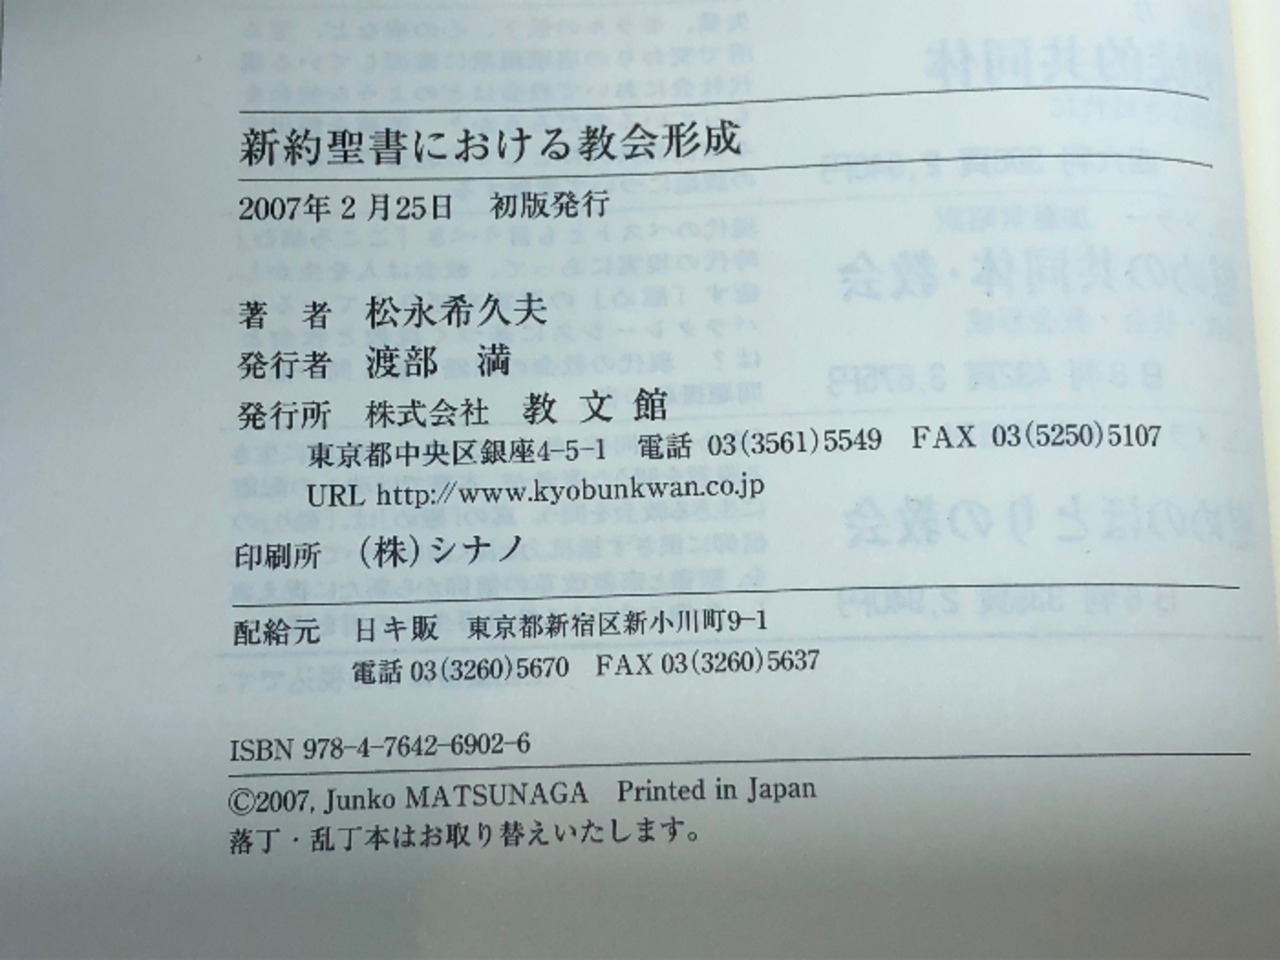 新約聖書における教会形成
2007年2月25日　初版発行
著　者　松永希久夫
発行者　渡部　満
発行所　株式会社　教文館
東京都中央区銀座4-5-1　電話 03(3561)5549　FAX 03(5250)5107
URL http://www.kyobunkwan.co.jp
印刷所　（株）シナノ
配給元　日キ販　東京都新宿区新小川町9-1
電話 03(3260)5670　FAX 03(3260)5637
ISBN 978-4-7642-6902-6
©2007, Junko MATSUNAGA　Printed in Japan
落丁・乱丁本はお取り替えいたします。